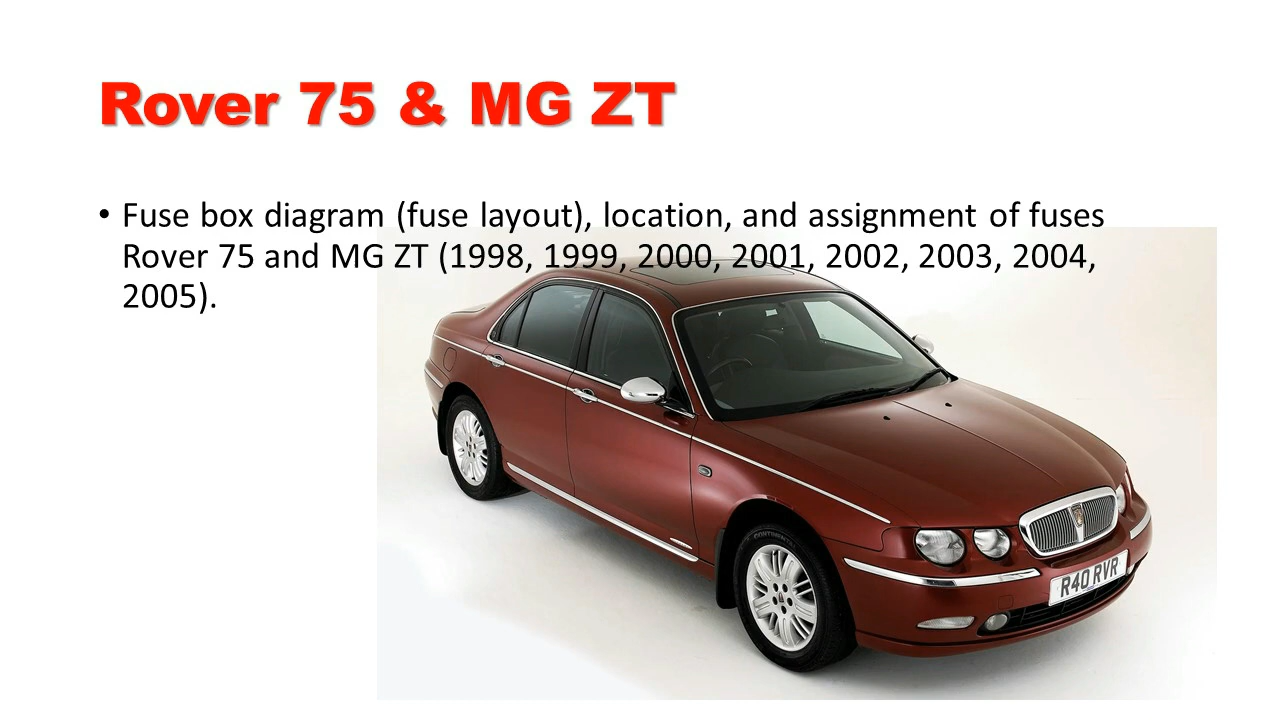 Rover 75 & MG ZT
• Fuse box diagram (fuse layout), location, and assignment of fuses
Rover 75 and MG ZT (1998, 1999, 2000, 2001, 2002, 2003, 2004,
2005).
CONTINENTAL
R40 RVR